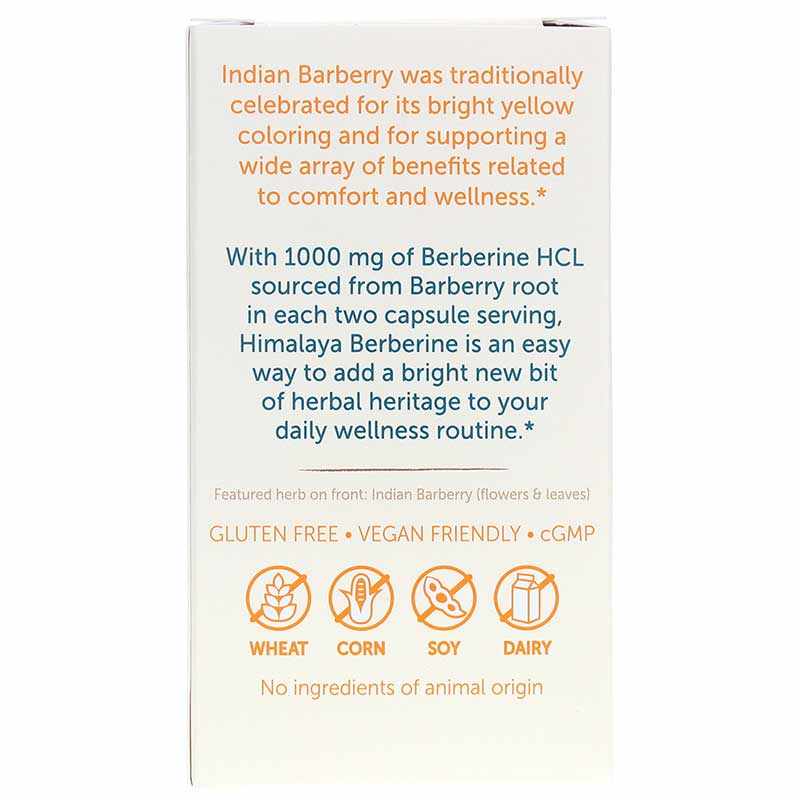 Indian Barberry was traditionally
celebrated for its bright yellow
coloring and for supporting a
wide array of benefits related
to comfort and wellness.*
With 1000 mg of Berberine HCL
sourced from Barberry root
in each two capsule serving,
Himalaya Berberine is an easy
way to add a bright new bit
of herbal heritage to your
daily wellness routine.*
Featured herb on front: Indian Barberry (flowers & leaves)
GLUTEN FREE • VEGAN FRIENDLY • cGMP
WHEAT CORN SOY DAIRY
No ingredients of animal origin